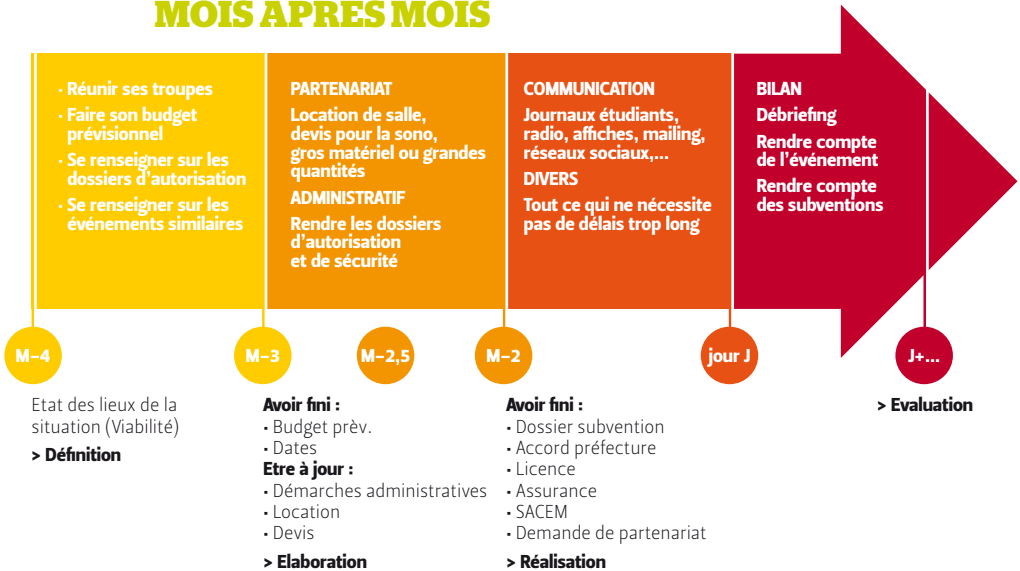 MOIS APRÈS MOIS
· Réunir ses troupes
· Faire son budget
prévisionnel
· Se renseigner sur les
dossiers d'autorisation
· Se renseigner sur les
événements similaires
PARTENARIAT
Location de salle,
devis pour la sono,
gros matériel ou grandes
quantités
ADMINISTRATIF
Rendre les dossiers
d'autorisation
et de sécurité
COMMUNICATION
Journaux étudiants,
radio, affiches, mailing,
réseaux sociaux,...
DIVERS
Tout ce qui ne nécessite
pas de délais trop long
BILAN
Débriefing
Rendre compte
de l'événement
Rendre compte
des subventions
M–4
M–3
M–2,5
M–2
jour J
J+...
Etat des lieux de la
situation (Viabilité)
> Définition
Avoir fini :
· Budget prèv.
· Dates
Etre à jour :
· Démarches administratives
· Location
· Devis
> Elaboration
Avoir fini :
· Dossier subvention
· Accord préfecture
· Licence
· Assurance
· SACEM
· Demande de partenariat
> Réalisation
> Evaluation